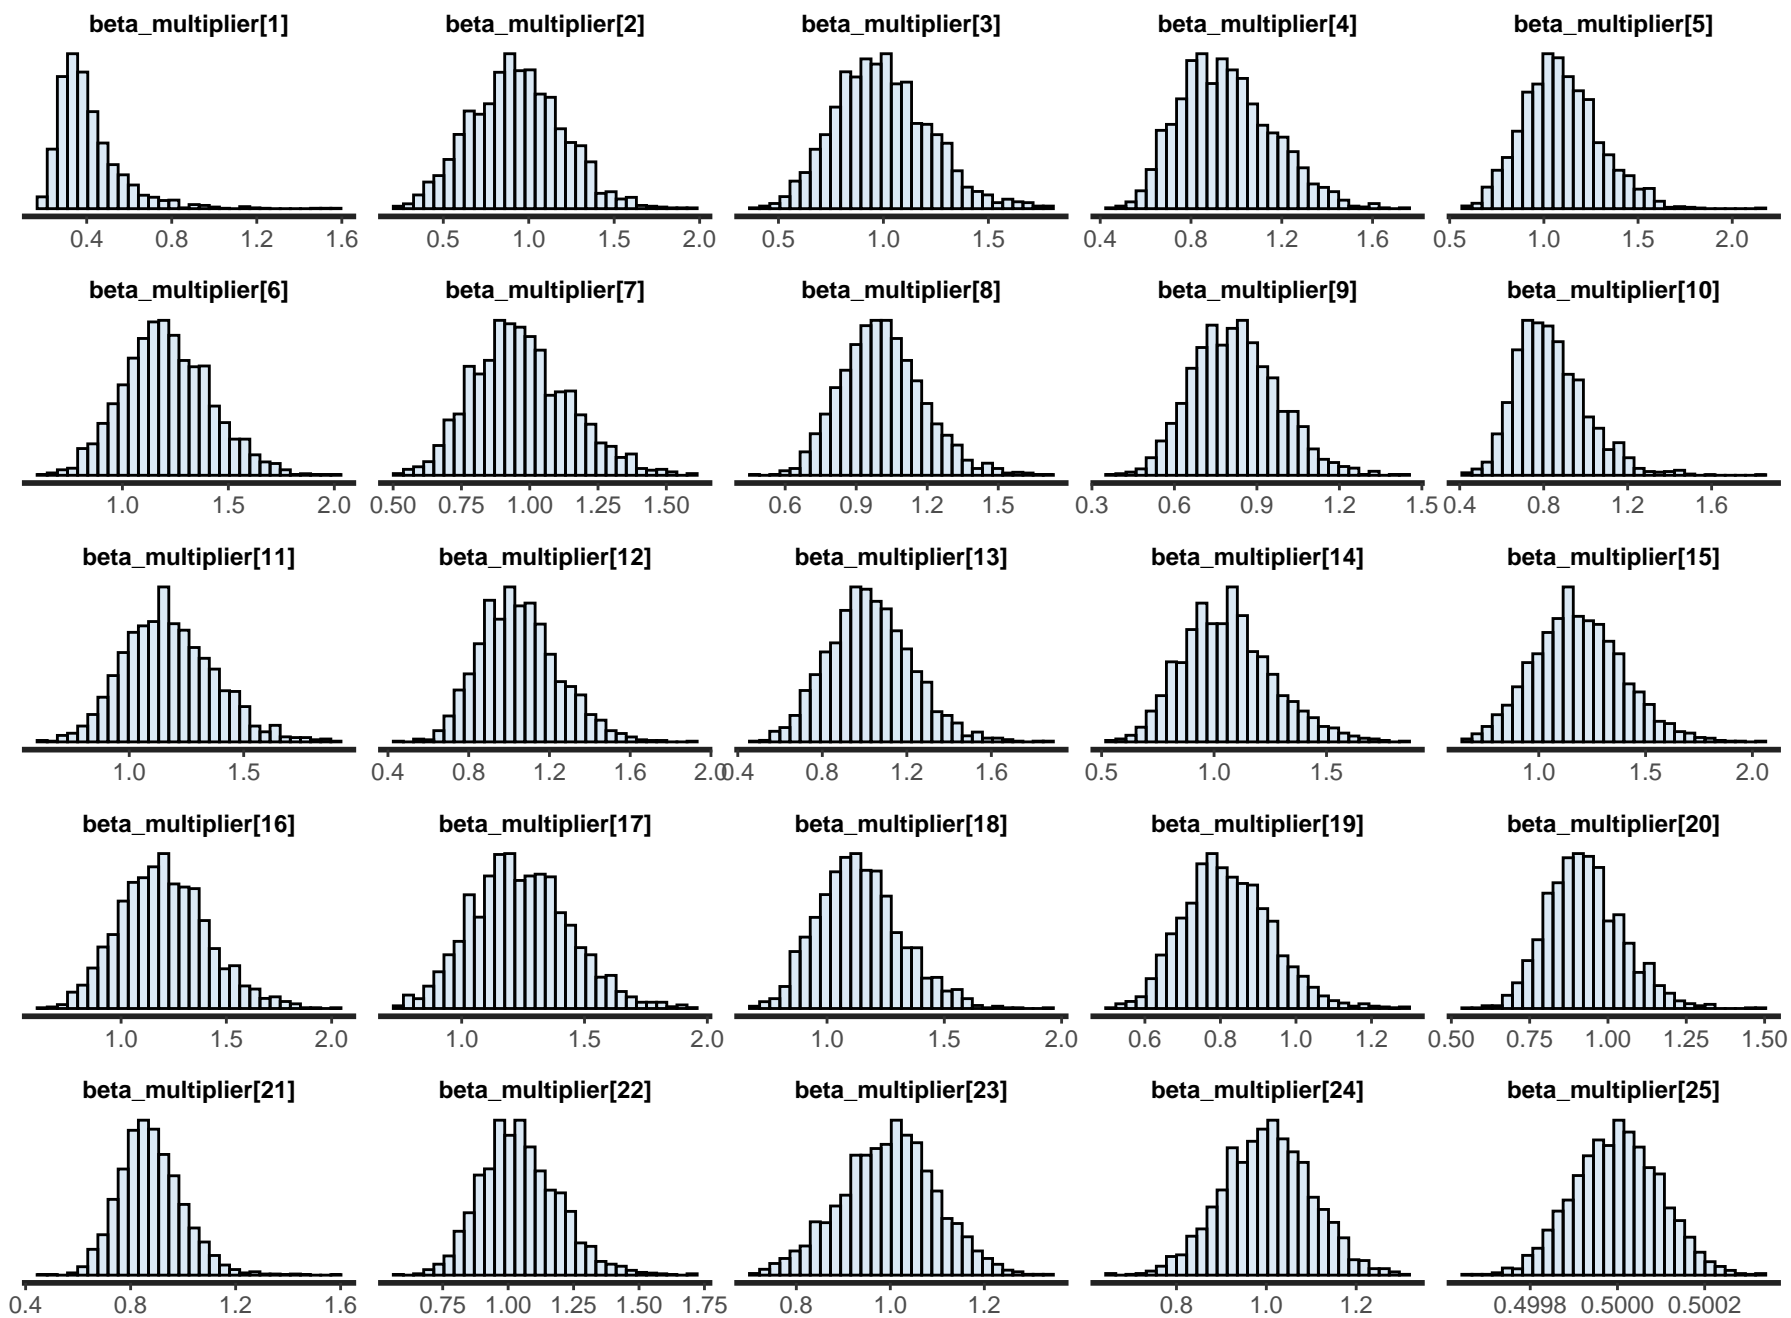 beta_multiplier[1] beta_multiplier[2] beta_multiplier[3] beta_multiplier[4] beta_multiplier[5]
0.4 0.8 1.2 1.6 0.5 1.0 1.5 2.0 0.5 1.0 1.5 0.4 0.8 1.2 1.6 0.5 1.0 1.5 2.0
beta_multiplier[6] beta_multiplier[7] beta_multiplier[8] beta_multiplier[9] beta_multiplier[10]
1.0 1.5 2.0 0.50 0.75 1.00 1.25 1.50 0.6 0.9 1.2 1.5 0.3 0.6 0.9 1.2 1.5 0.4 0.8 1.2 1.6
beta_multiplier[11] beta_multiplier[12] beta_multiplier[13] beta_multiplier[14] beta_multiplier[15]
1.0 1.5 0.4 0.8 1.2 1.6 2.0 0.4 0.8 1.2 1.6 0.5 1.0 1.5 1.0 1.5 2.0
beta_multiplier[16] beta_multiplier[17] beta_multiplier[18] beta_multiplier[19] beta_multiplier[20]
1.0 1.5 2.0 1.0 1.5 2.0 1.0 1.5 2.0 0.6 0.8 1.0 1.2 0.50 0.75 1.00 1.25 1.50
beta_multiplier[21] beta_multiplier[22] beta_multiplier[23] beta_multiplier[24] beta_multiplier[25]
0.4 0.8 1.2 1.6 0.75 1.00 1.25 1.50 1.75 0.8 1.0 1.2 0.8 1.0 1.2 0.4998 0.5000 0.5002